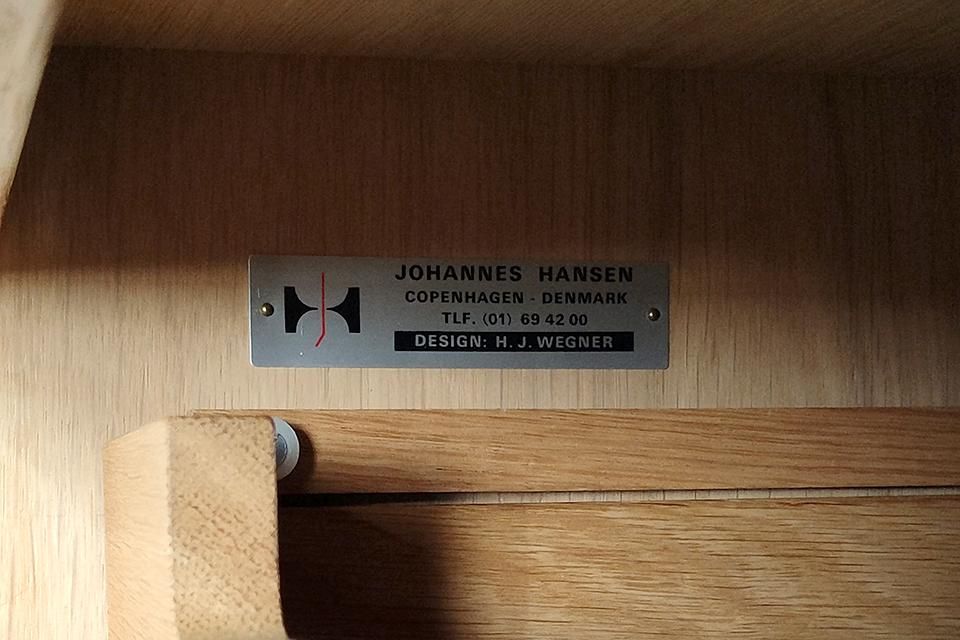 JOHANNES HANSEN
COPENHAGEN - DENMARK
TLF. (01) 69 42 00
DESIGN: H. J. WEGNER